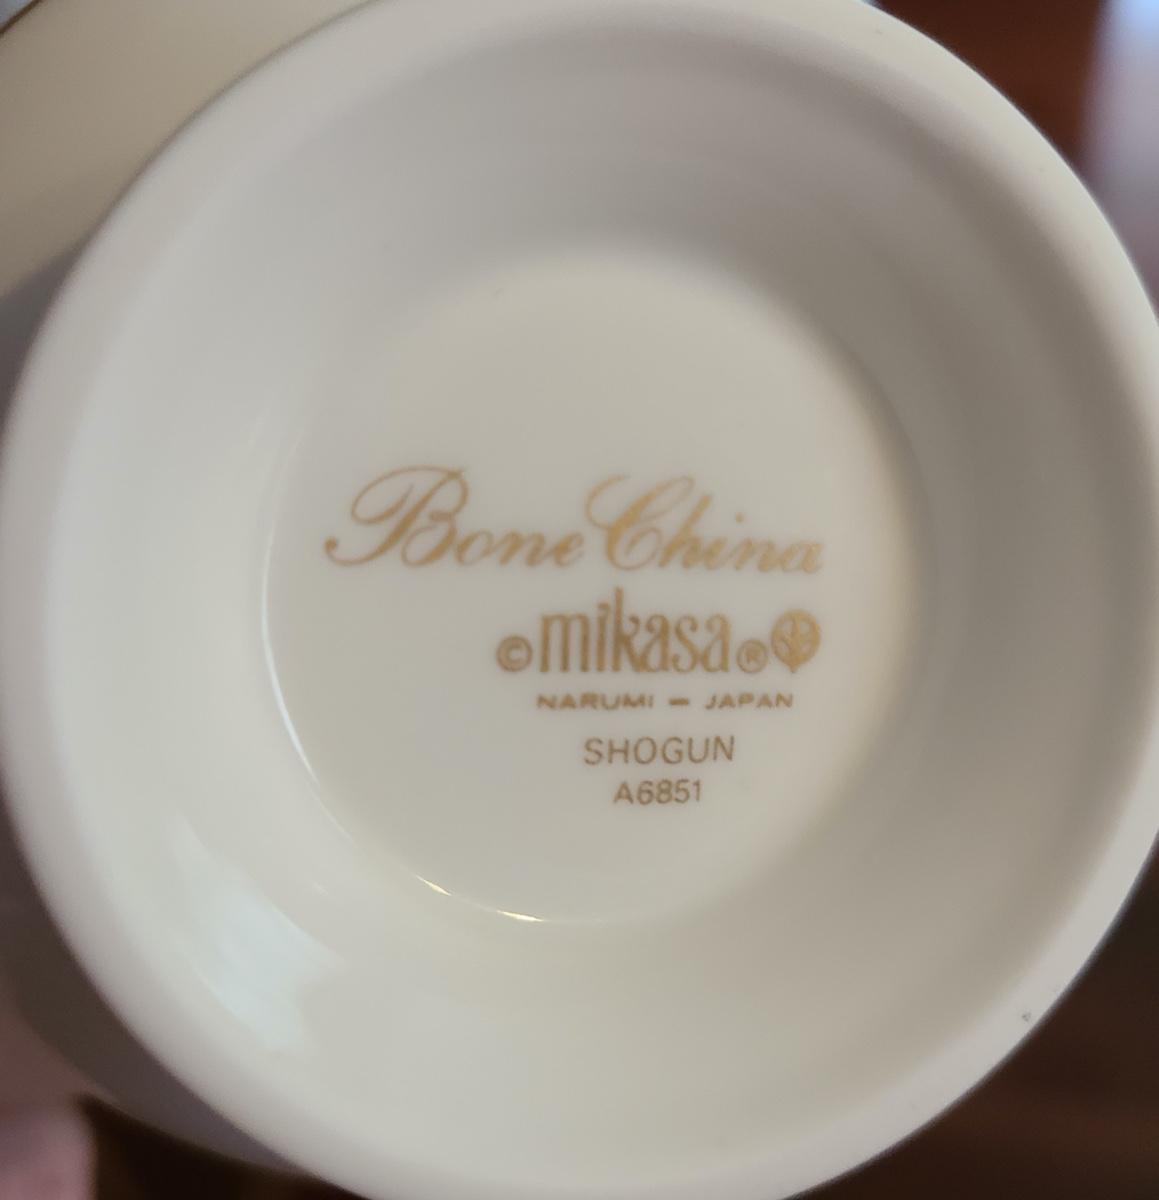 Bone China
©mikasa®
NARUMI – JAPAN
SHOGUN
A6851